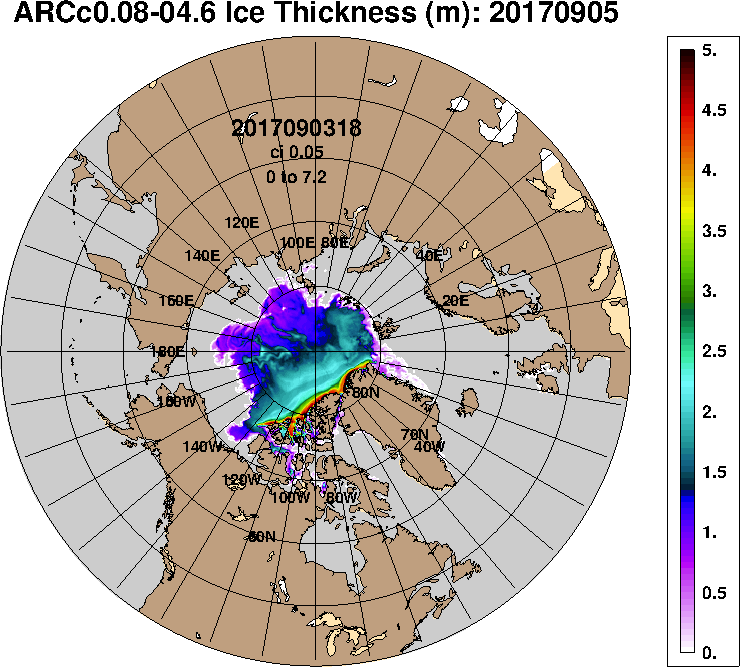 ARCc0.08-04.6 Ice Thickness (m): 20170905
5.
4.5
4.
3.5
3.
2.5
2.
1.5
1.
0.5
0.
2017090318
ci 0.05
0 to 7.2
120E
100E 80E
140E
40E
160E
20E
180E
160W
80N
140W
70N
40W
120W
100W
80W
60N